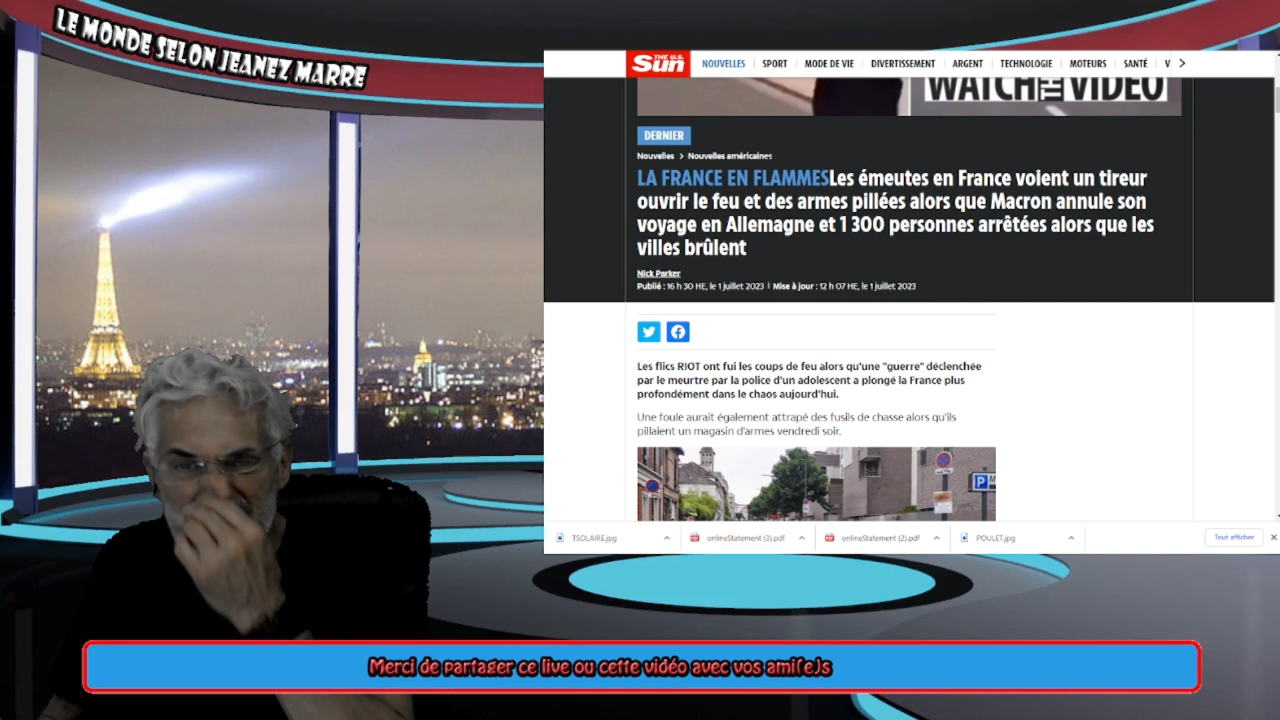 LE MONDE SELON JEANEZ MARRE
THE U.S. Sun
NOUVELLES SPORT MODE DE VIE DIVERTISSEMENT ARGENT TECHNOLOGIE MOTEURS SANTÉ V
WATCH THE VIDEO
DERNIER
Nouvelles > Nouvelles américaines
LA FRANCE EN FLAMMESLes émeutes en France voient un tireur
ouvrir le feu et des armes pillées alors que Macron annule son
voyage en Allemagne et 1 300 personnes arrêtées alors que les
villes brûlent
Nick Parker
Publié : 16 h 30 HE, le 1 juillet 2023 | Mise à jour : 12 h 07 HE, le 1 juillet 2023
Les flics RIOT ont fui les coups de feu alors qu'une "guerre" déclenchée
par le meurtre par la police d'un adolescent a plongé la France plus
profondément dans le chaos aujourd'hui.
Une foule aurait également attrapé des fusils de chasse alors qu'ils
pillaient un magasin d'armes vendredi soir.
P
TSOLAIRE.jpg onlineStatement (3).pdf onlineStatement (2).pdf POULET.jpg Tout afficher
Merci de partager ce live ou cette vidéo avec vos ami(e)s